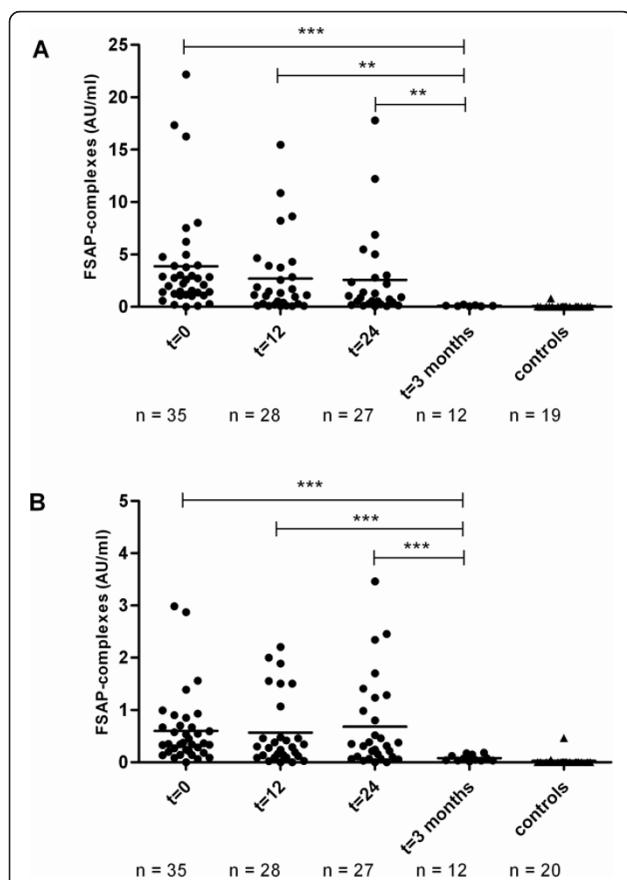 A
FSAP-complexes (AU/ml)
25
20
15
10
5
0
***
**
**
t=0 t=12 t=24 t=3 months controls
n = 35 n = 28 n = 27 n = 12 n = 19
B
FSAP-complexes (AU/ml)
5
4
3
2
1
0
***
***
***
t=0 t=12 t=24 t=3 months controls
n = 35 n = 28 n = 27 n = 12 n = 20